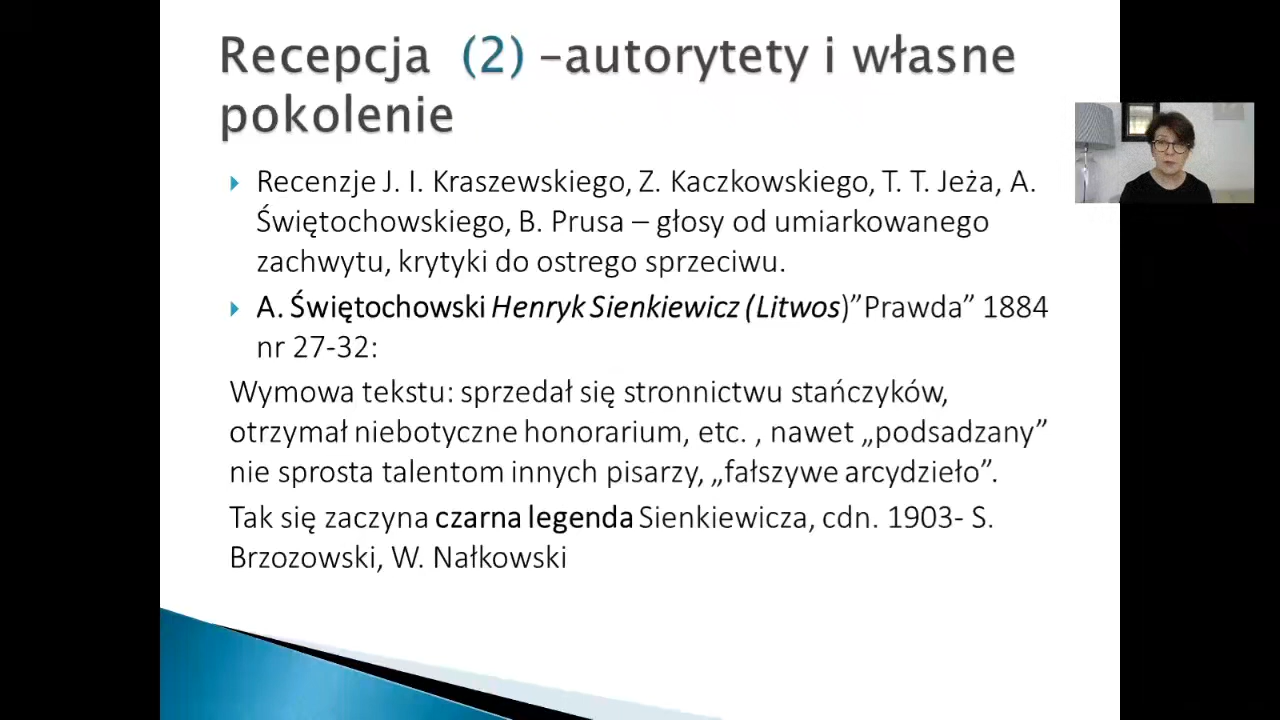 Recepcja (2) –autorytety i własne
pokolenie
Recenzje J. I. Kraszewskiego, Z. Kaczkowskiego, T. T. Jeża, A.
Świętochowskiego, B. Prusa – głosy od umiarkowanego
zachwytu, krytyki do ostrego sprzeciwu.
A. Świętochowski Henryk Sienkiewicz (Litwos)”Prawda” 1884
nr 27-32:
Wymowa tekstu: sprzedał się stronnictwu stańczyków,
otrzymał niebotyczne honorarium, etc. , nawet „podsadzany”
nie sprosta talentom innych pisarzy, „fałszywe arcydzieło”.
Tak się zaczyna czarna legenda Sienkiewicza, cdn. 1903- S.
Brzozowski, W. Nałkowski